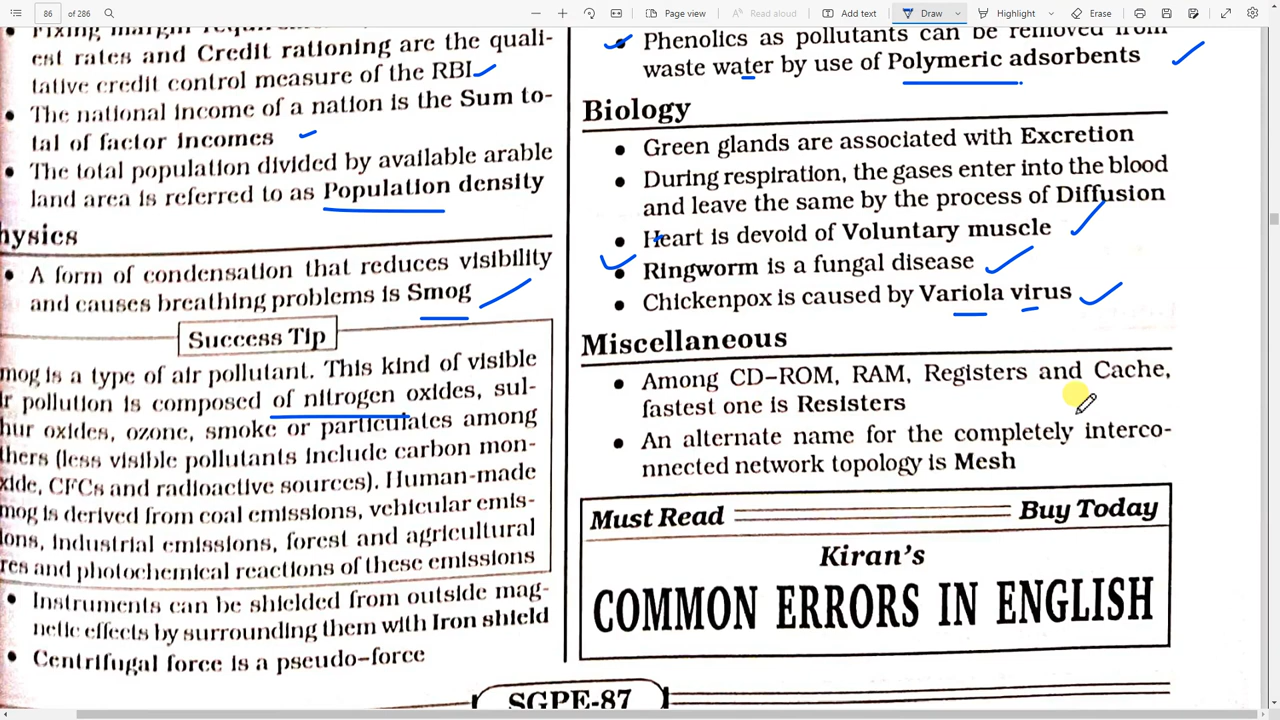 86 of 286
Page view
Read aloud
Add text
Draw
Highlight
Erase
est rates and Credit rationing are the quali-
tative credit control measure of the RBI
• The national income of a nation is the Sum to-
tal of factor incomes
• The total population divided by available arable
land area is referred to as Population density
hysics
• A form of condensation that reduces visibility
and causes breathing problems is Smog
Success Tip
mog is a type of air pollutant. This kind of visible
ir pollution is composed of nitrogen oxides, sul-
hur oxides, ozone, smoke or particulates among
thers (less visible pollutants include carbon mon-
xide, CFCs and radioactive sources). Human-made
mog is derived from coal emissions, vehicular emis-
ions, industrial emissions, forest and agricultural
res and photochemical reactions of these emissions
• Instruments can be shielded from outside mag-
netic effects by surrounding them with Iron shield
• Centrifugal force is a pseudo-force
• Phenolics as pollutants can be removed from
waste water by use of Polymeric adsorbents
Biology
• Green glands are associated with Excretion
• During respiration, the gases enter into the blood
and leave the same by the process of Diffusion
• Heart is devoid of Voluntary muscle
• Ringworm is a fungal disease
• Chickenpox is caused by Variola virus
Miscellaneous
• Among CD-ROM, RAM, Registers and Cache,
fastest one is Resisters
• An alternate name for the completely interco-
nnected network topology is Mesh
Must Read
Buy Today
Kiran's
COMMON ERRORS IN ENGLISH
SGPE-87